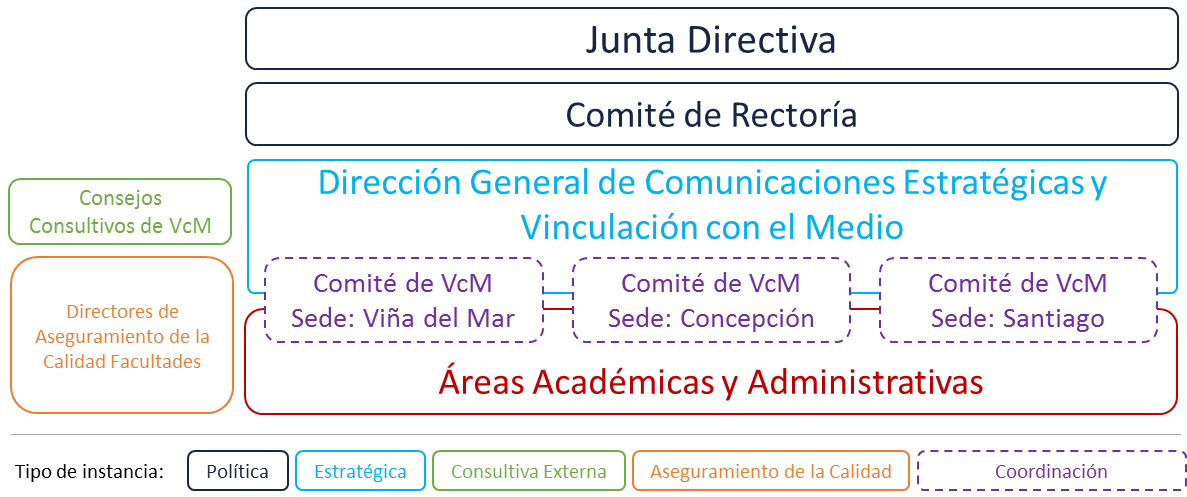 Junta Directiva
Comité de Rectoría
Dirección General de Comunicaciones Estratégicas y
Vinculación con el Medio
Consejos
Consultivos de VcM
Comité de VcM
Sede: Viña del Mar
Comité de VcM
Sede: Concepción
Comité de VcM
Sede: Santiago
Directores de
Aseguramiento de la
Calidad Facultades
Áreas Académicas y Administrativas
Tipo de instancia:
Política
Estratégica
Consultiva Externa
Aseguramiento de la Calidad
Coordinación